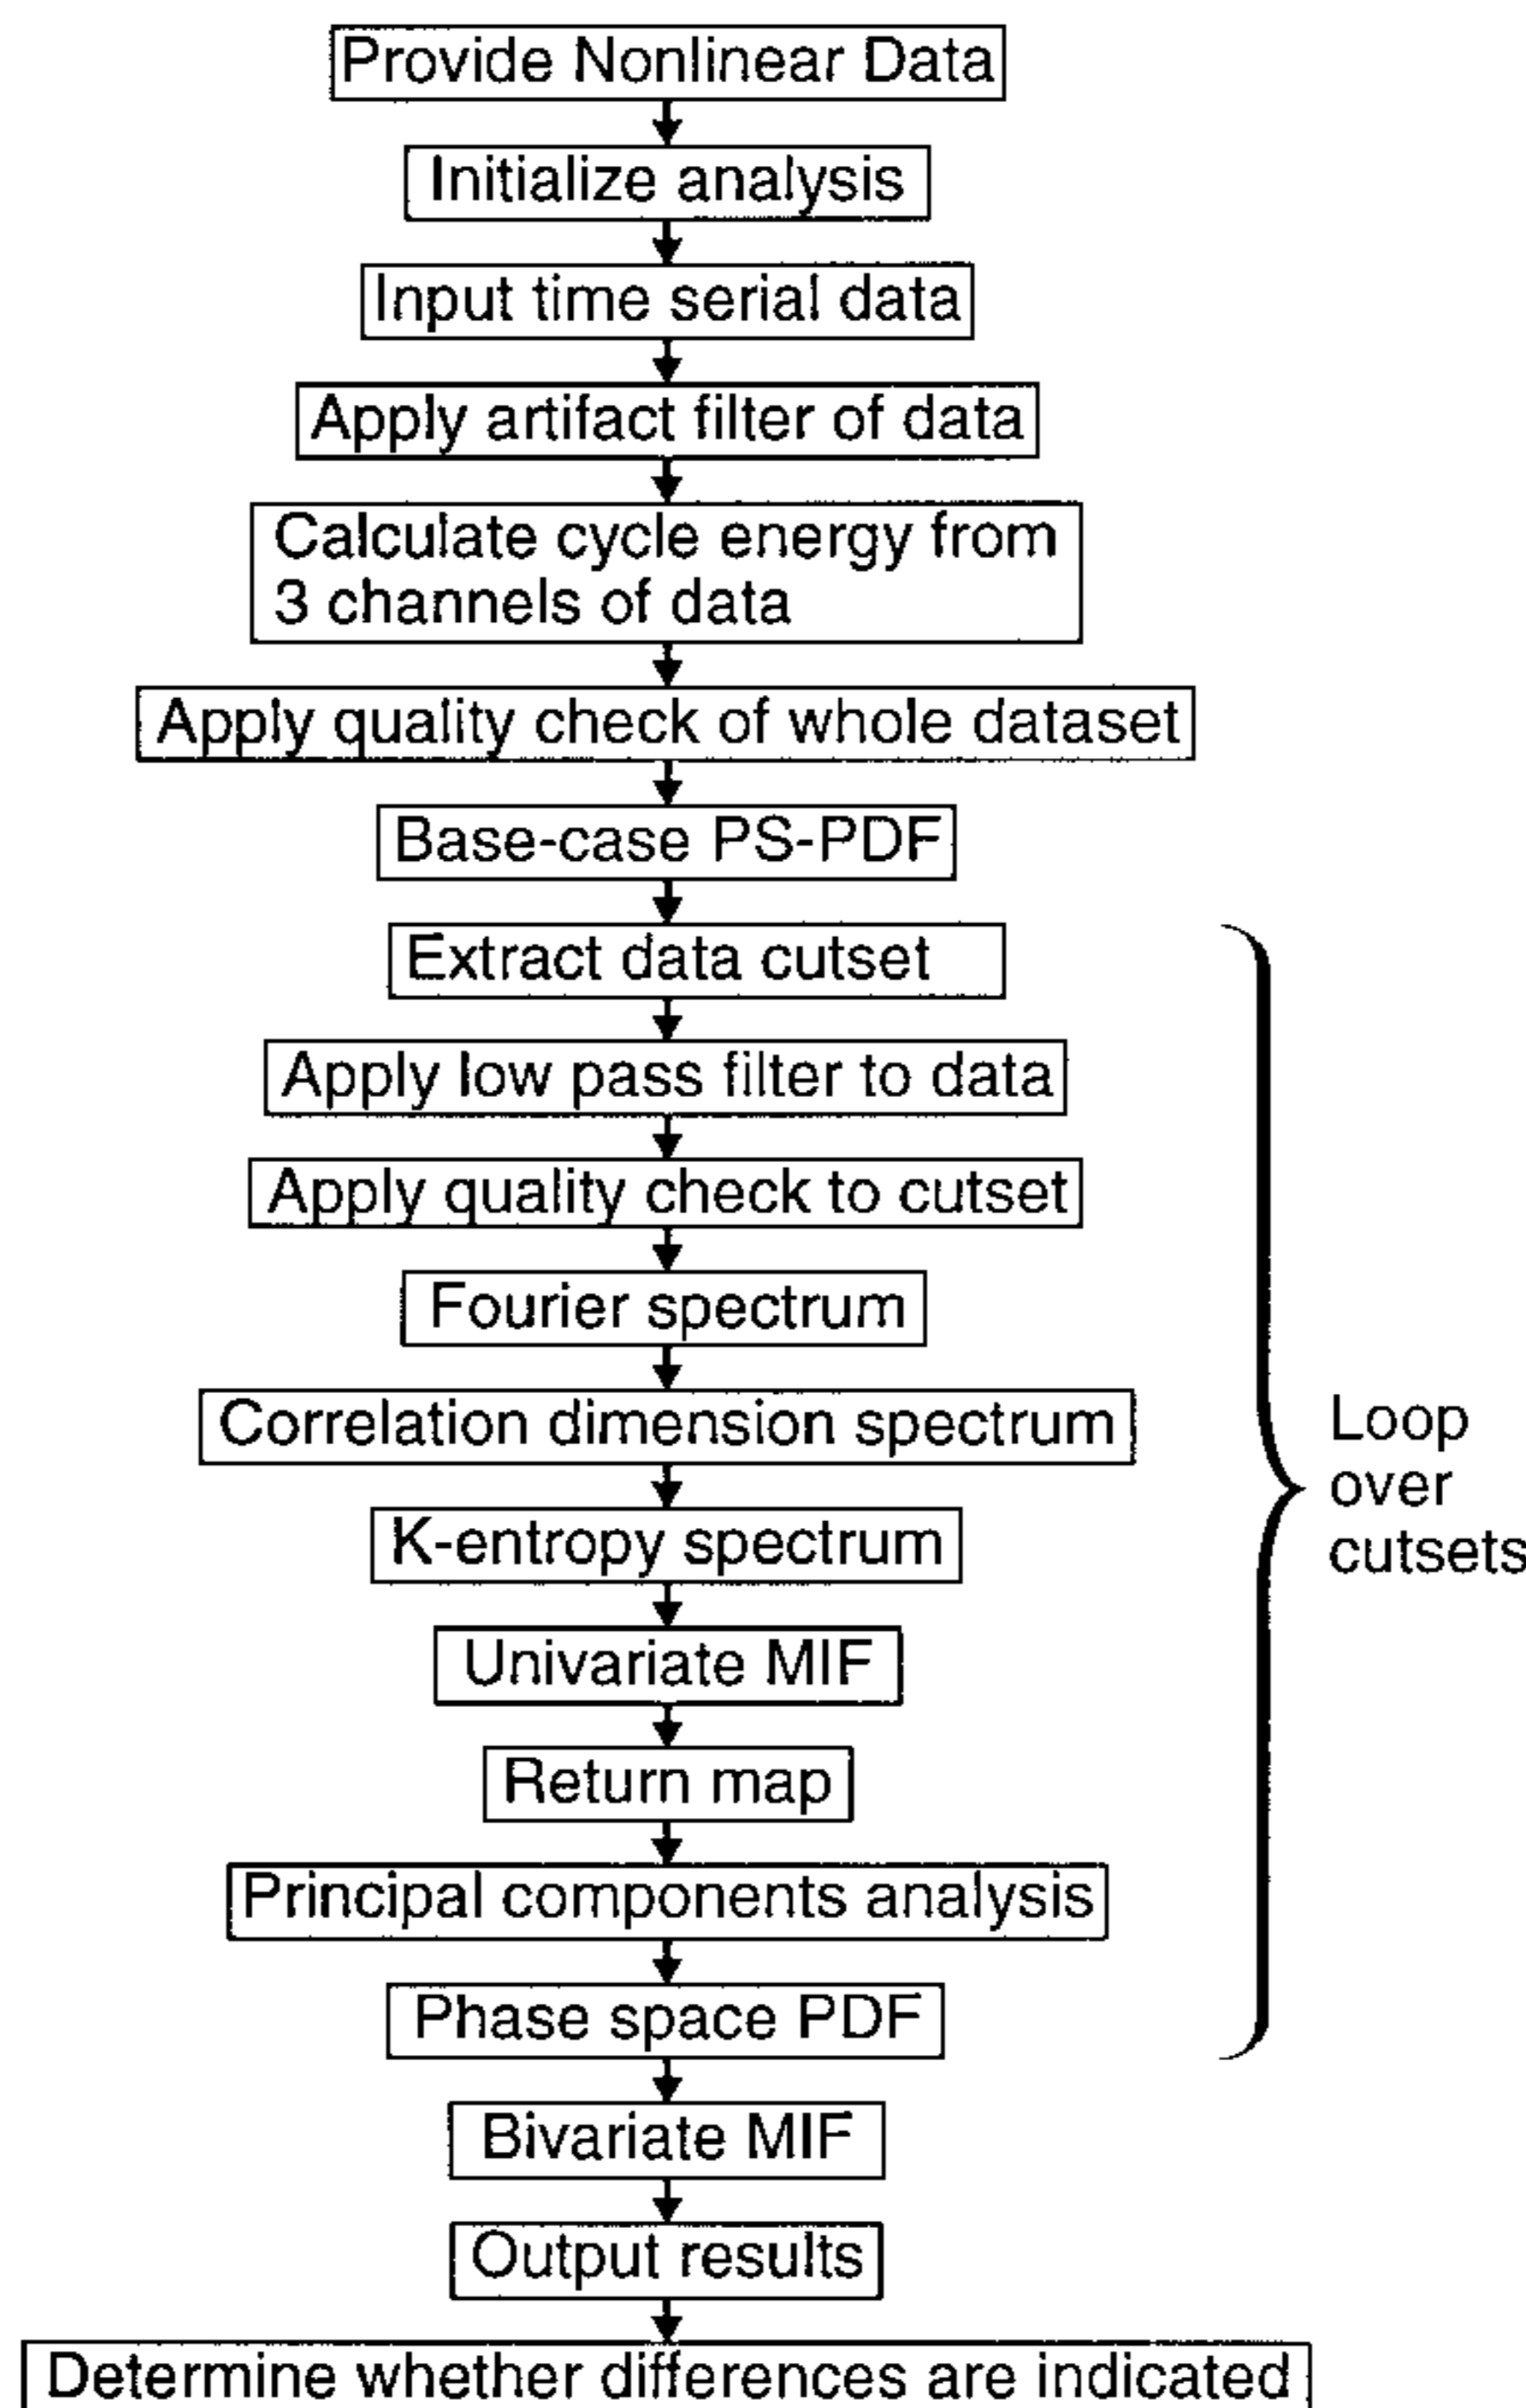 Provide Nonlinear Data
Initialize analysis
Input time serial data
Apply artifact filter of data
Calculate cycle energy from
3 channels of data
Apply quality check of whole dataset
Base-case PS-PDF
Extract data cutset
Apply low pass filter to data
Apply quality check to cutset
Fourier spectrum
Correlation dimension spectrum
K-entropy spectrum
Univariate MIF
Return map
Principal components analysis
Phase space PDF
Loop
over
cutsets
Bivariate MIF
Output results
Determine whether differences are indicated